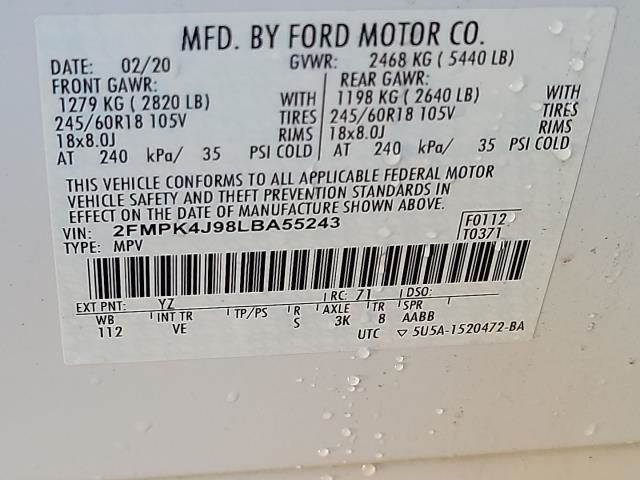 MFD. BY FORD MOTOR CO.
DATE: 02/20 GVWR: 2468 KG ( 5440 LB)
FRONT GAWR: REAR GAWR:
1279 KG ( 2820 LB) WITH 1198 KG ( 2640 LB) WITH
245/60R18 105V TIRES 245/60R18 105V TIRES
18x8.0J RIMS 18x8.0J RIMS
AT 240 kPa/ 35 PSI COLD AT 240 kPa/ 35 PSI COLD
THIS VEHICLE CONFORMS TO ALL APPLICABLE FEDERAL MOTOR
VEHICLE SAFETY AND THEFT PREVENTION STANDARDS IN
EFFECT ON THE DATE OF MANUFACTURE SHOWN ABOVE.
VIN: 2FMPK4J98LBA55243 F0112
TYPE: MPV T0371
EXT PNT: YZ RC: 71 DSO:
WB INT TR TP/PS R AXLE TR SPR
112 VE S 3K 8 AABB
UTC ▽ 5U5A-1520472-BA